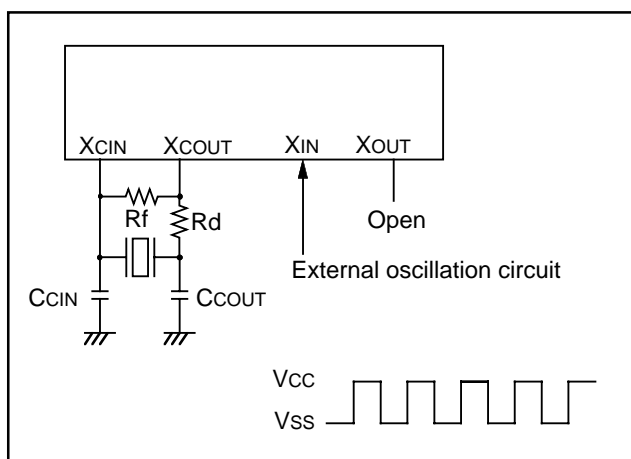 XCIN XCOUT XIN XOUT
Rf Rd Open
External oscillation circuit
CCIN CCOUT
VCC
VSS